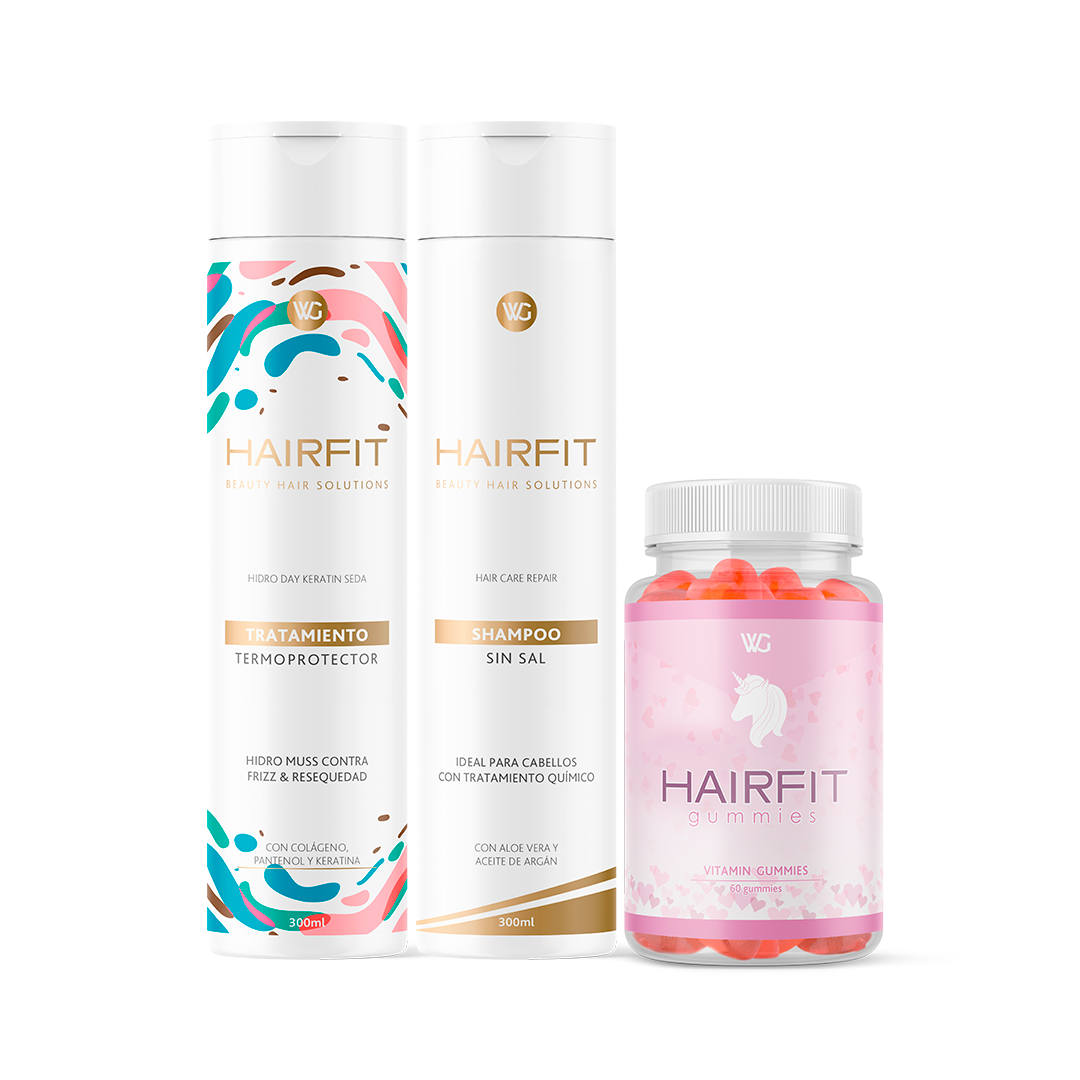 WG
HAIRFIT
BEAUTY HAIR SOLUTIONS
HIDRO DAY KERATIN SEDA
TRATAMIENTO
TERMOPROTECTOR
HIDRO MUSS CONTRA
FRIZZ & RESEQUEDAD
CON COLÁGENO,
PANTENOL Y KERATINA
300ml
WG
HAIRFIT
BEAUTY HAIR SOLUTIONS
HAIR CARE REPAIR
SHAMPOO
SIN SAL
IDEAL PARA CABELLOS
CON TRATAMIENTO QUÍMICO
CON ALOE VERA Y
ACEITE DE ARGÁN
300ml
WG
HAIRFIT
gummies
VITAMIN GUMMIES
60 gummies